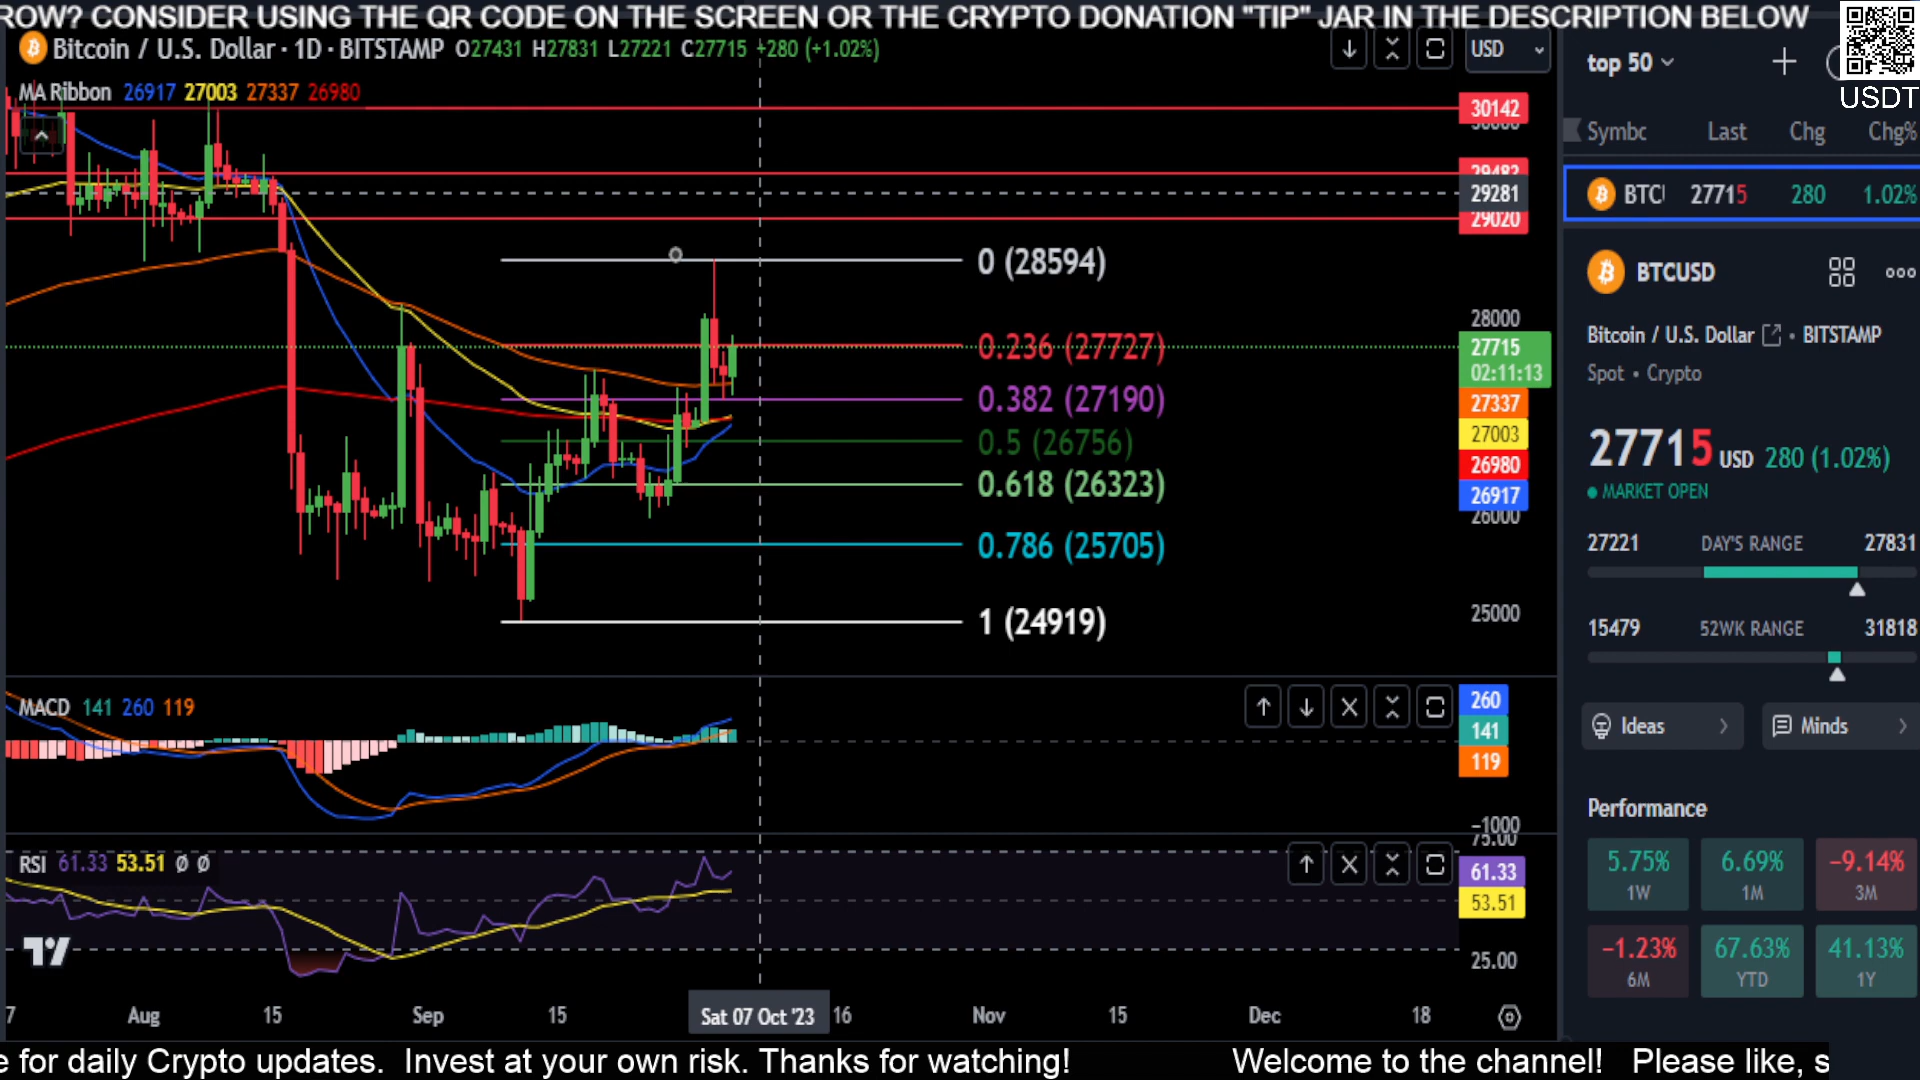 ROW? CONSIDER USING THE QR CODE ON THE SCREEN OR THE CRYPTO DONATION "TIP" JAR IN THE DESCRIPTION BELOW
Bitcoin / U.S. Dollar · 1D · BITSTAMP O27431 H27831 L27221 C27715 +280 (+1.02%)
USD
MA Ribbon 26917 27003 27337 26980
30142
29281
29020
0 (28594)
28000
0.236 (27727)
27715
02:11:13
0.382 (27190)
27337
0.5 (26756)
27003
26980
0.618 (26323)
26917
26000
0.786 (25705)
25000
1 (24919)
MACD 141 260 119
260
141
119
-1000
75.00
RSI 61.33 53.51 Ø Ø
61.33
53.51
25.00
7 Aug 15 Sep 15 Sat 07 Oct '23 16 Nov 15 Dec 18
top 50
USDT
Symbc Last Chg Chg%
27715 280 1.02%
BTCUSD
Bitcoin / U.S. Dollar · BITSTAMP
Spot • Crypto
27715 USD 280 (1.02%)
MARKET OPEN
27221 DAY'S RANGE 27831
15479 52WK RANGE 31818
Ideas Minds
Performance
5.75% 6.69% -9.14%
1W 1M 3M
-1.23% 67.63% 41.13%
6M YTD 1Y
e for daily Crypto updates. Invest at your own risk. Thanks for watching! Welcome to the channel! Please like, s